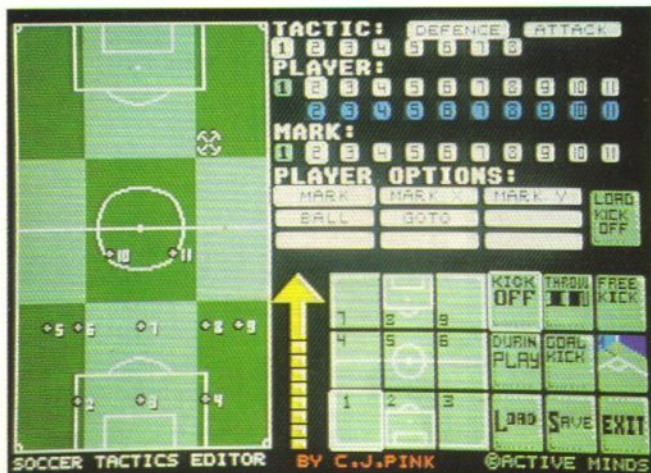 TACTIC: DEFENCE ATTACK
1 2 3 4 5 6 7 8
PLAYER:
1 2 3 4 5 6 7 8 9 10 11
2 3 4 5 6 7 8 9 10 11
MARK:
1 2 3 4 5 6 7 8 9 10 11
PLAYER OPTIONS:
MARK MARK X MARK Y
BALL GOTO
LOAD
KICK
OFF
10 11
5 6 7 8 9
2 3 4
7 8 9
4 5 6
1 2 3
KICK
OFF
THROW
IN
FREE
KICK
DURIN
PLAY
GOAL
KICK
LOAD
SAVE
EXIT
SOCCER TACTICS EDITOR BY C.J.PINK ©ACTIVE MINDS